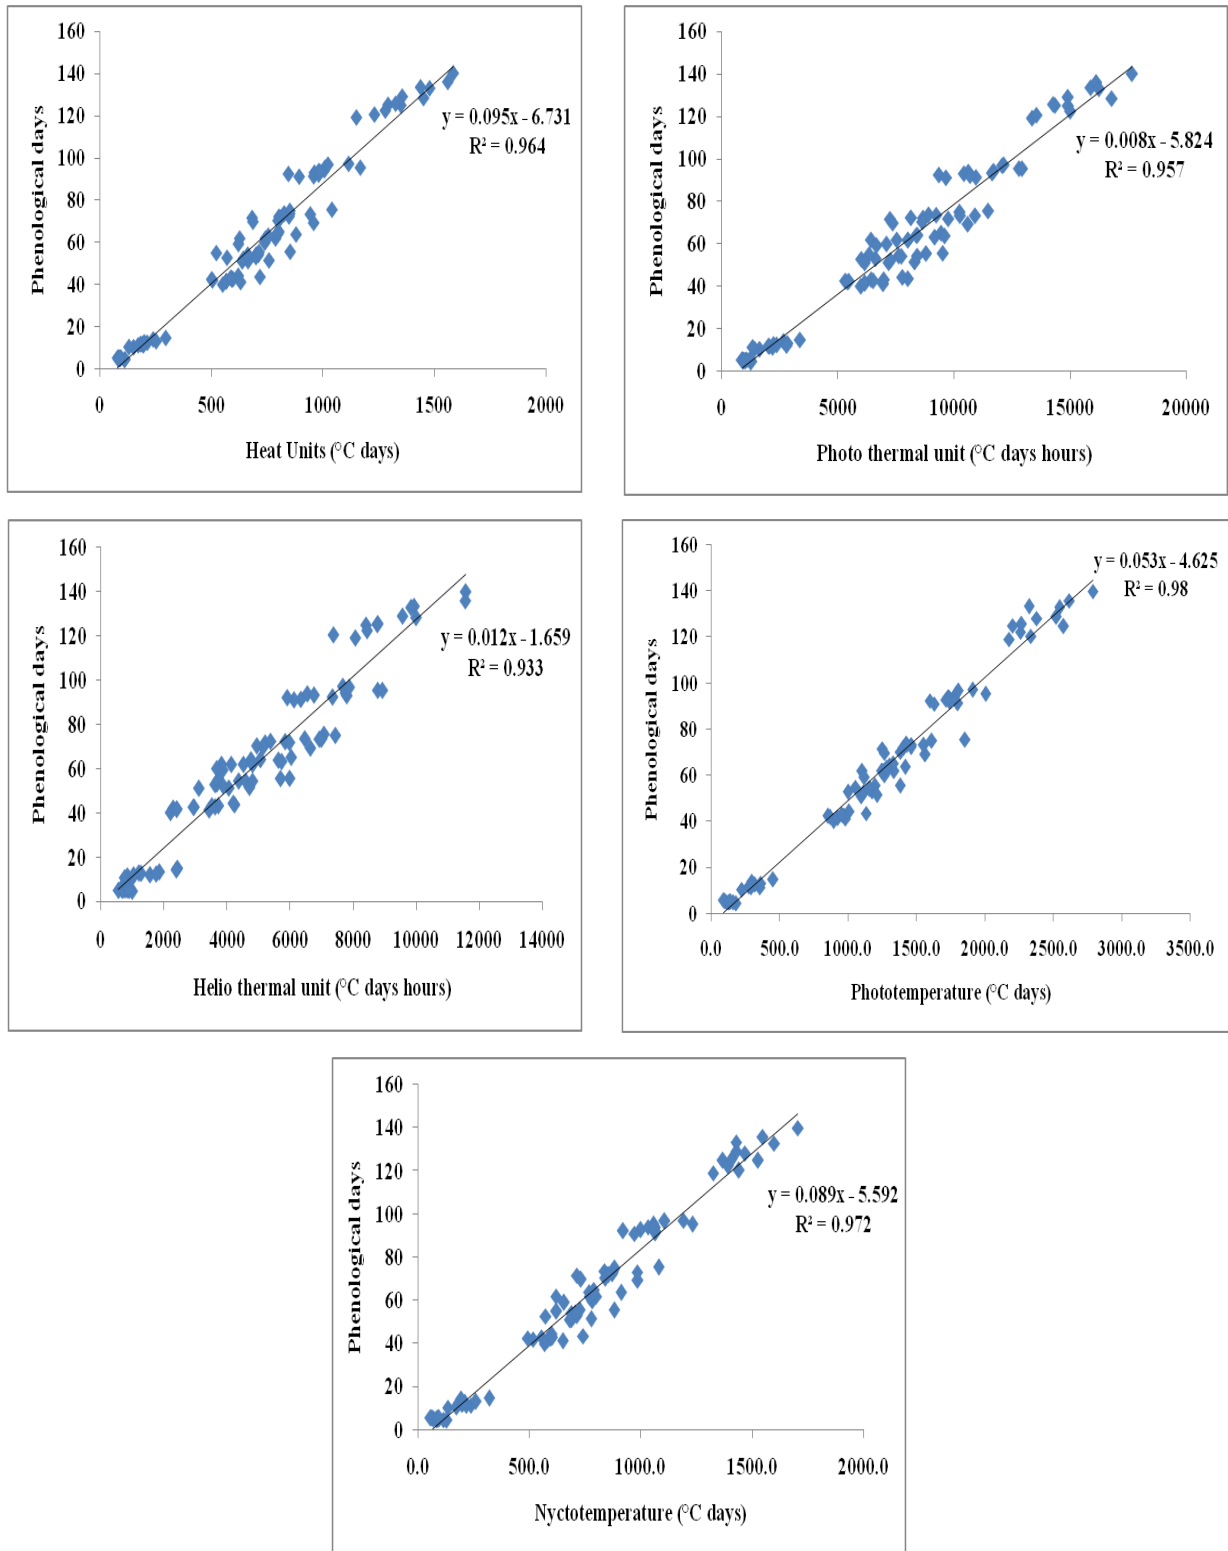 Phenological days
160
140
120
100
80
60
40
20
0
y = 0.095x - 6.731
R² = 0.964
0 500 1000 1500 2000
Heat Units (°C days)
Phenological days
160
140
120
100
80
60
40
20
0
y = 0.008x - 5.824
R² = 0.957
0 5000 10000 15000 20000
Photo thermal unit (°C days hours)
Phenological days
160
140
120
100
80
60
40
20
0
y = 0.012x - 1.659
R² = 0.933
0 2000 4000 6000 8000 10000 12000 14000
Helio thermal unit (°C days hours)
Phenological days
160
140
120
100
80
60
40
20
0
y = 0.053x - 4.625
R² = 0.98
0.0 500.0 1000.0 1500.0 2000.0 2500.0 3000.0 3500.0
Phototemperature (°C days)
Phenological days
160
140
120
100
80
60
40
20
0
y = 0.089x - 5.592
R² = 0.972
0.0 500.0 1000.0 1500.0 2000.0
Nyctotemperature (°C days)